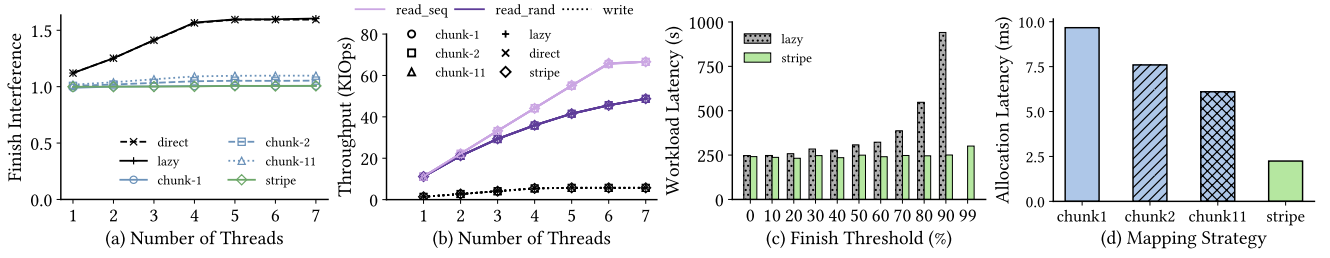 Finish Interference
1.5
1.0
0.5
0.0
direct
lazy
chunk-1
chunk-2
chunk-11
stripe
1 2 3 4 5 6 7
(a) Number of Threads
read_seq read_rand write
Throughput (KIOps)
80
60
40
20
0
chunk-1
chunk-2
chunk-11
lazy
direct
stripe
1 2 3 4 5 6 7
(b) Number of Threads
Workload Latency (s)
1000
750
500
250
0
lazy
stripe
0 10 20 30 40 50 60 70 80 90 99
(c) Finish Threshold (%)
Allocation Latency (ms)
10.0
7.5
5.0
2.5
0.0
chunk1 chunk2 chunk11 stripe
(d) Mapping Strategy